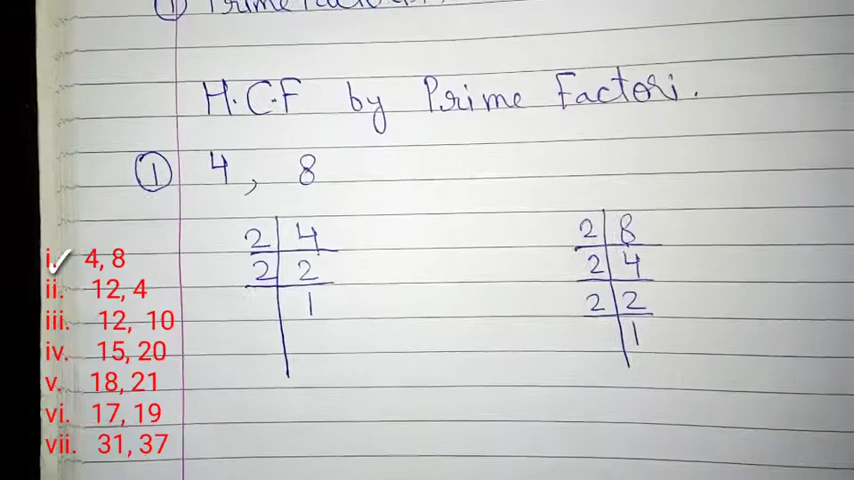 ①
H.C.F by Prime Factori.
① 4, 8
2 4
2 2
1
2 8
2 4
2 2
1
i. 4, 8
ii. 12, 4
iii. 12, 10
iv. 15, 20
v. 18, 21
vi. 17, 19
vii. 31, 37